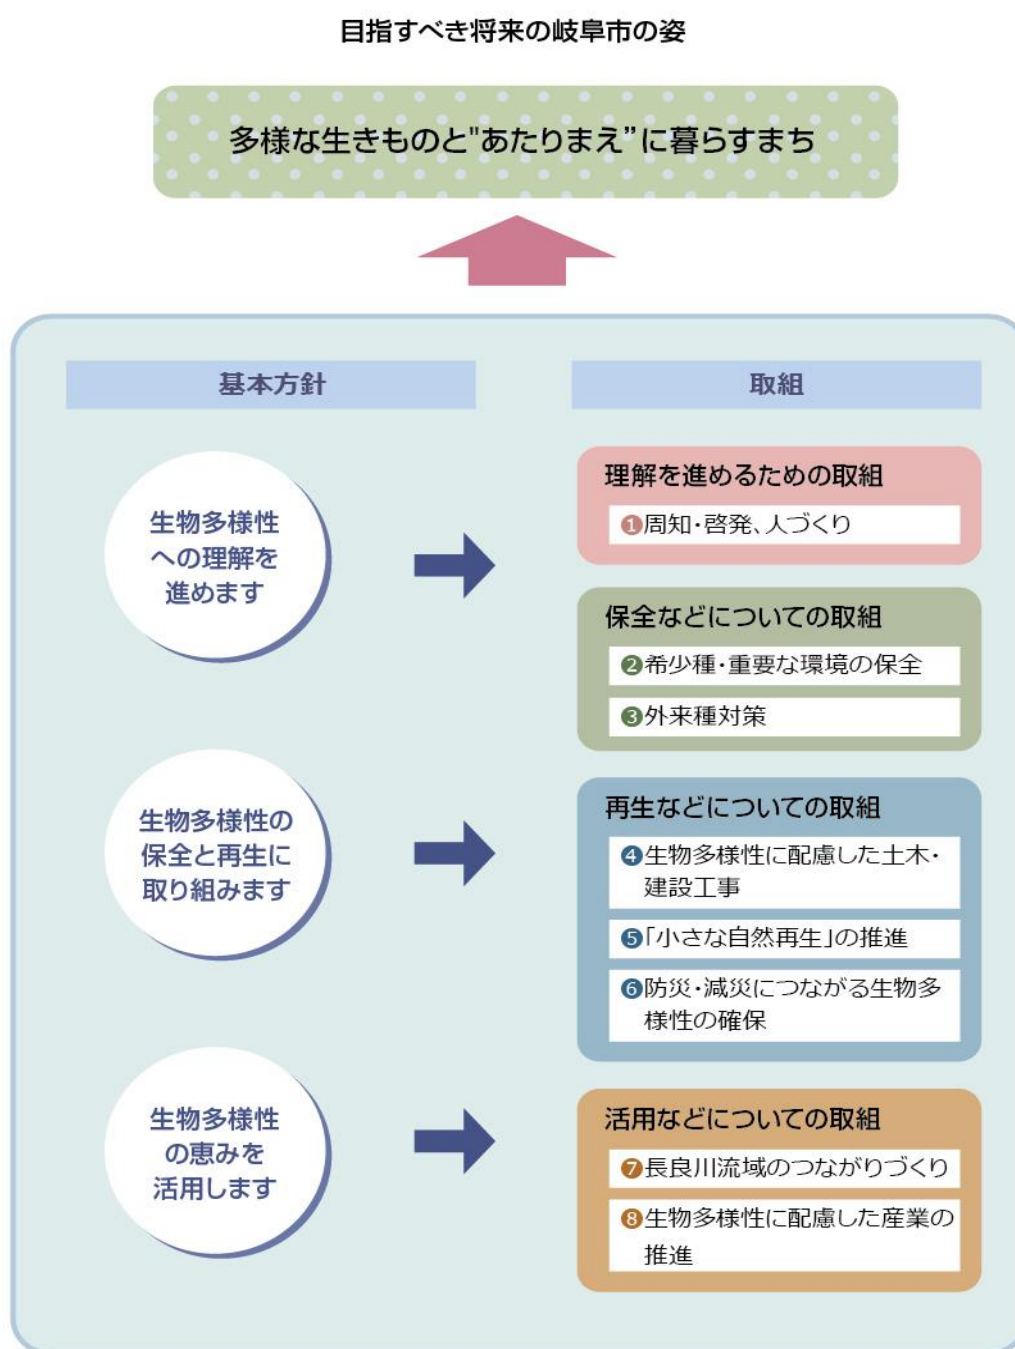 目指すべき将来の岐阜市の姿
多様な生きものと"あたりまえ”に暮らすまち
基本方針
取組
生物多様性
への理解を
進めます
理解を進めるための取組
❶周知・啓発、人づくり
保全などについての取組
❷希少種・重要な環境の保全
❸外来種対策
生物多様性の
保全と再生に
取り組みます
再生などについての取組
❹生物多様性に配慮した土木・
建設工事
❺「小さな自然再生」の推進
❻防災・減災につながる生物多
様性の確保
生物多様性
の恵みを
活用します
活用などについての取組
❼長良川流域のつながりづくり
❽生物多様性に配慮した産業の
推進